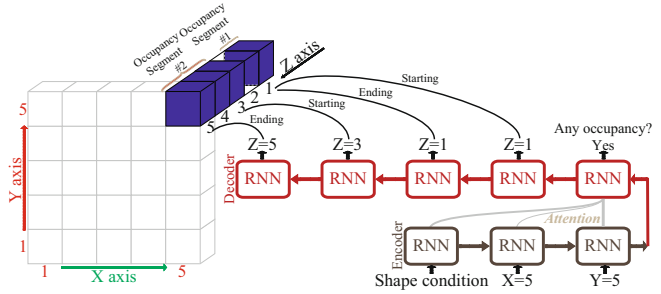 Occupancy
Segment
#2
Occupancy
Segment
#1
Z axis
1
2
3
4
5
Starting
Ending
Starting
Ending
5
Y axis
1
1
X axis
5
Any occupancy?
Z=5
Z=3
Z=1
Z=1
Yes
Decoder
RNN
RNN
RNN
RNN
RNN
Attention
Encoder
RNN
RNN
RNN
Shape condition
X=5
Y=5